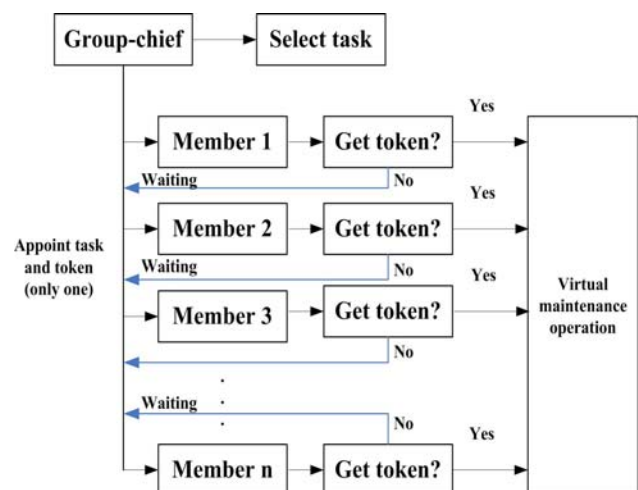 Group-chief
Select task
Yes
Member 1
Get token?
Waiting
No
Yes
Member 2
Get token?
Appoint task
and token
(only one)
Waiting
No
Yes
Member 3
Get token?
Virtual
maintenance
operation
No
Waiting
No
Yes
Member n
Get token?